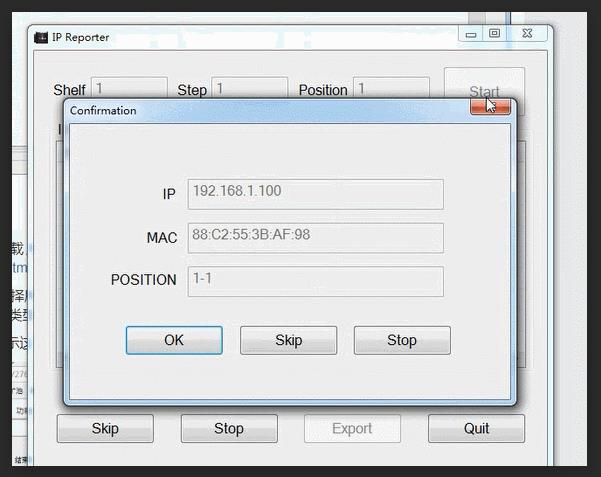 IP Reporter
Shelf 1 Step 1 Position 1 Start
Confirmation
IP 192.168.1.100
MAC 88:C2:55:3B:AF:98
POSITION 1-1
OK Skip Stop
Skip Stop Export Quit